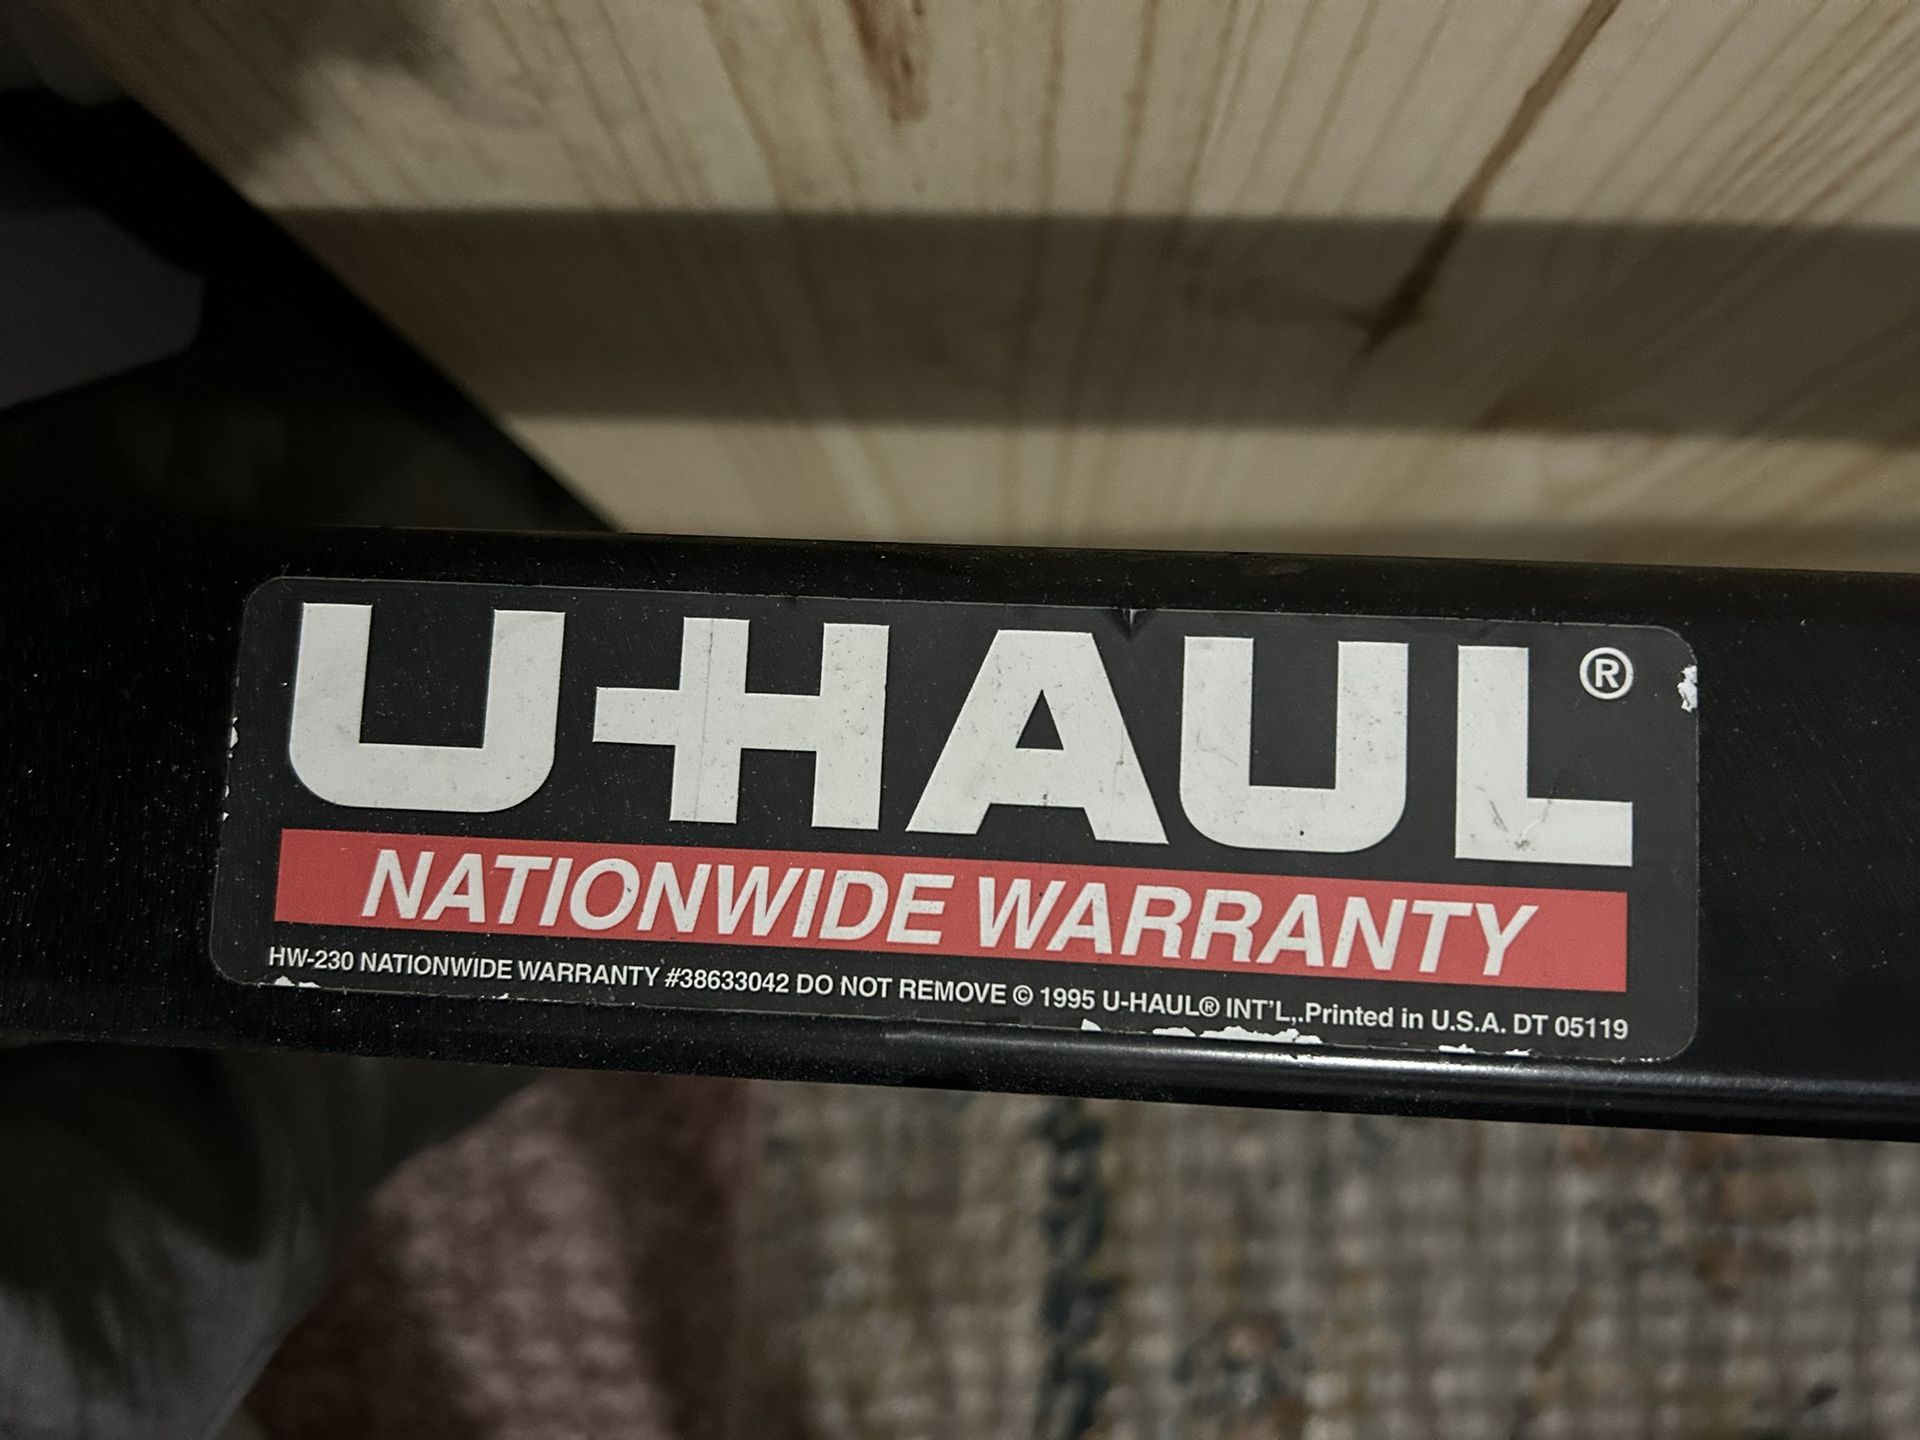 U-HAUL®
NATIONWIDE WARRANTY
HW-230 NATIONWIDE WARRANTY #38633042 DO NOT REMOVE © 1995 U-HAUL® INT'L,.Printed in U.S.A. DT 05119